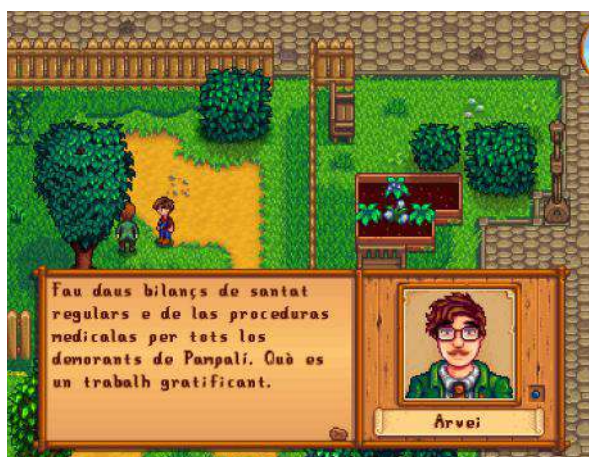 Fau daus bilançs de santat
regulars e de las proceduras
medicalas per tots los
demorants de Pampalí. Quò es
un trabalh gratificant.
Arvei